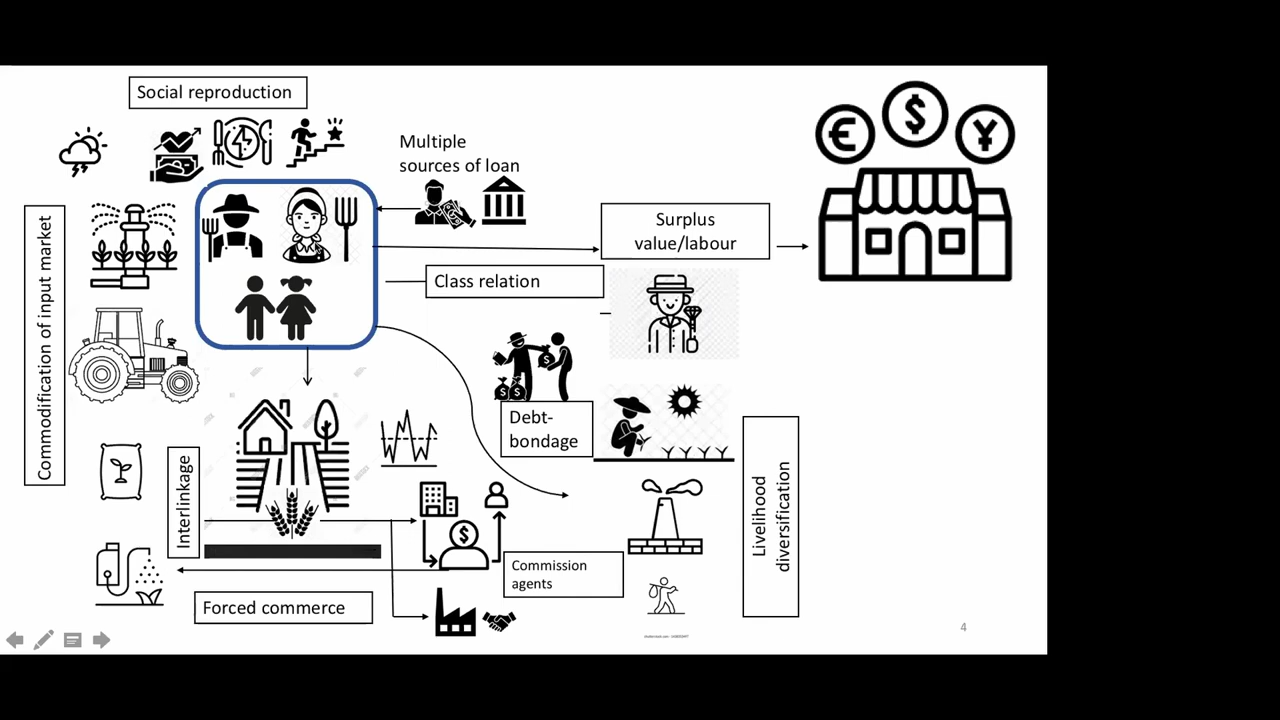 Social reproduction
Multiple
sources of loan
Surplus
value/labour
Class relation
Commodification of input market
Debt-
bondage
Interlinkage
Livelihood
diversification
Commission
agents
Forced commerce
4